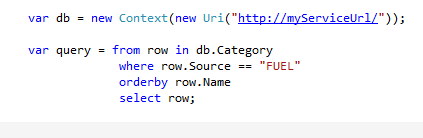 var db = new Context(new Uri("http://myServiceUrl/"));
var query = from row in db.Category
where row.Source == "FUEL"
orderby row.Name
select row;